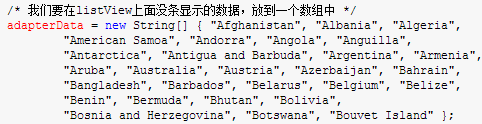 /* 我们要在listView上面没条显示的数据，放到一个数组中 */
adapterData = new String[] { "Afghanistan", "Albania", "Algeria",
"American Samoa", "Andorra", "Angola", "Anguilla",
"Antarctica", "Antigua and Barbuda", "Argentina", "Armenia",
"Aruba", "Australia", "Austria", "Azerbaijan", "Bahrain",
"Bangladesh", "Barbados", "Belarus", "Belgium", "Belize",
"Benin", "Bermuda", "Bhutan", "Bolivia",
"Bosnia and Herzegovina", "Botswana", "Bouvet Island" };